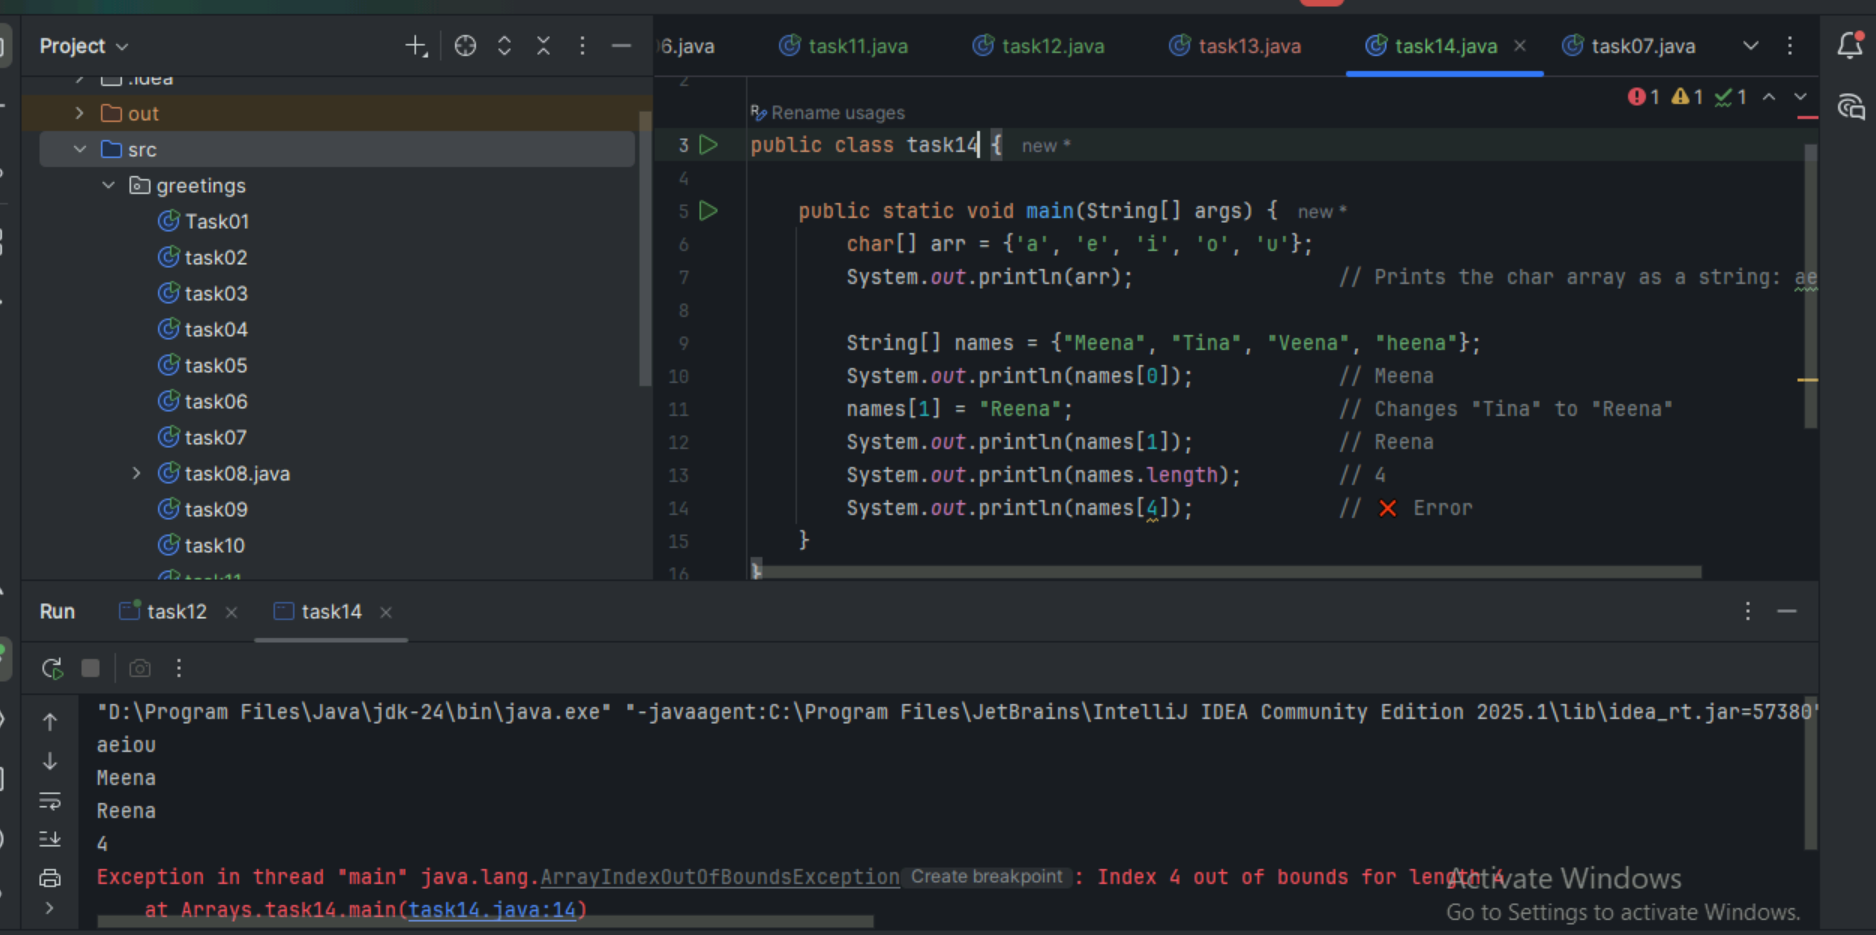 Project
6.java
task11.java
task12.java
task13.java
task14.java
task07.java
.idea
out
src
greetings
Task01
task02
task03
task04
task05
task06
task07
task08.java
task09
task10
task11
1 1 1
2
Rename usages
3 public class task14 { new *
4
5 public static void main(String[] args) { new *
6 char[] arr = {'a', 'e', 'i', 'o', 'u'};
7 System.out.println(arr); // Prints the char array as a string: ae
8
9 String[] names = {"Meena", "Tina", "Veena", "heena"};
10 System.out.println(names[0]); // Meena
11 names[1] = "Reena"; // Changes "Tina" to "Reena"
12 System.out.println(names[1]); // Reena
13 System.out.println(names.length); // 4
14 System.out.println(names[4]); // ❌ Error
15 }
16 }
Run
task12
task14
"D:\Program Files\Java\jdk-24\bin\java.exe" "-javaagent:C:\Program Files\JetBrains\IntelliJ IDEA Community Edition 2025.1\lib\idea_rt.jar=57380"
aeiou
Meena
Reena
4
Exception in thread "main" java.lang.ArrayIndexOutOfBoundsException Create breakpoint : Index 4 out of bounds for length 4
at Arrays.task14.main(task14.java:14)
Activate Windows
Go to Settings to activate Windows.